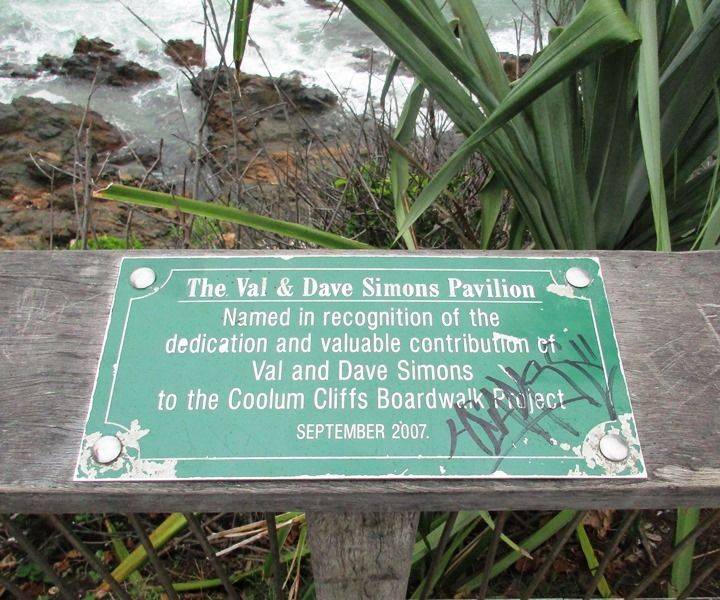 The Val & Dave Simons Pavilion
Named in recognition of the
dedication and valuable contribution of
Val and Dave Simons
to the Coolum Cliffs Boardwalk Project
SEPTEMBER 2007.